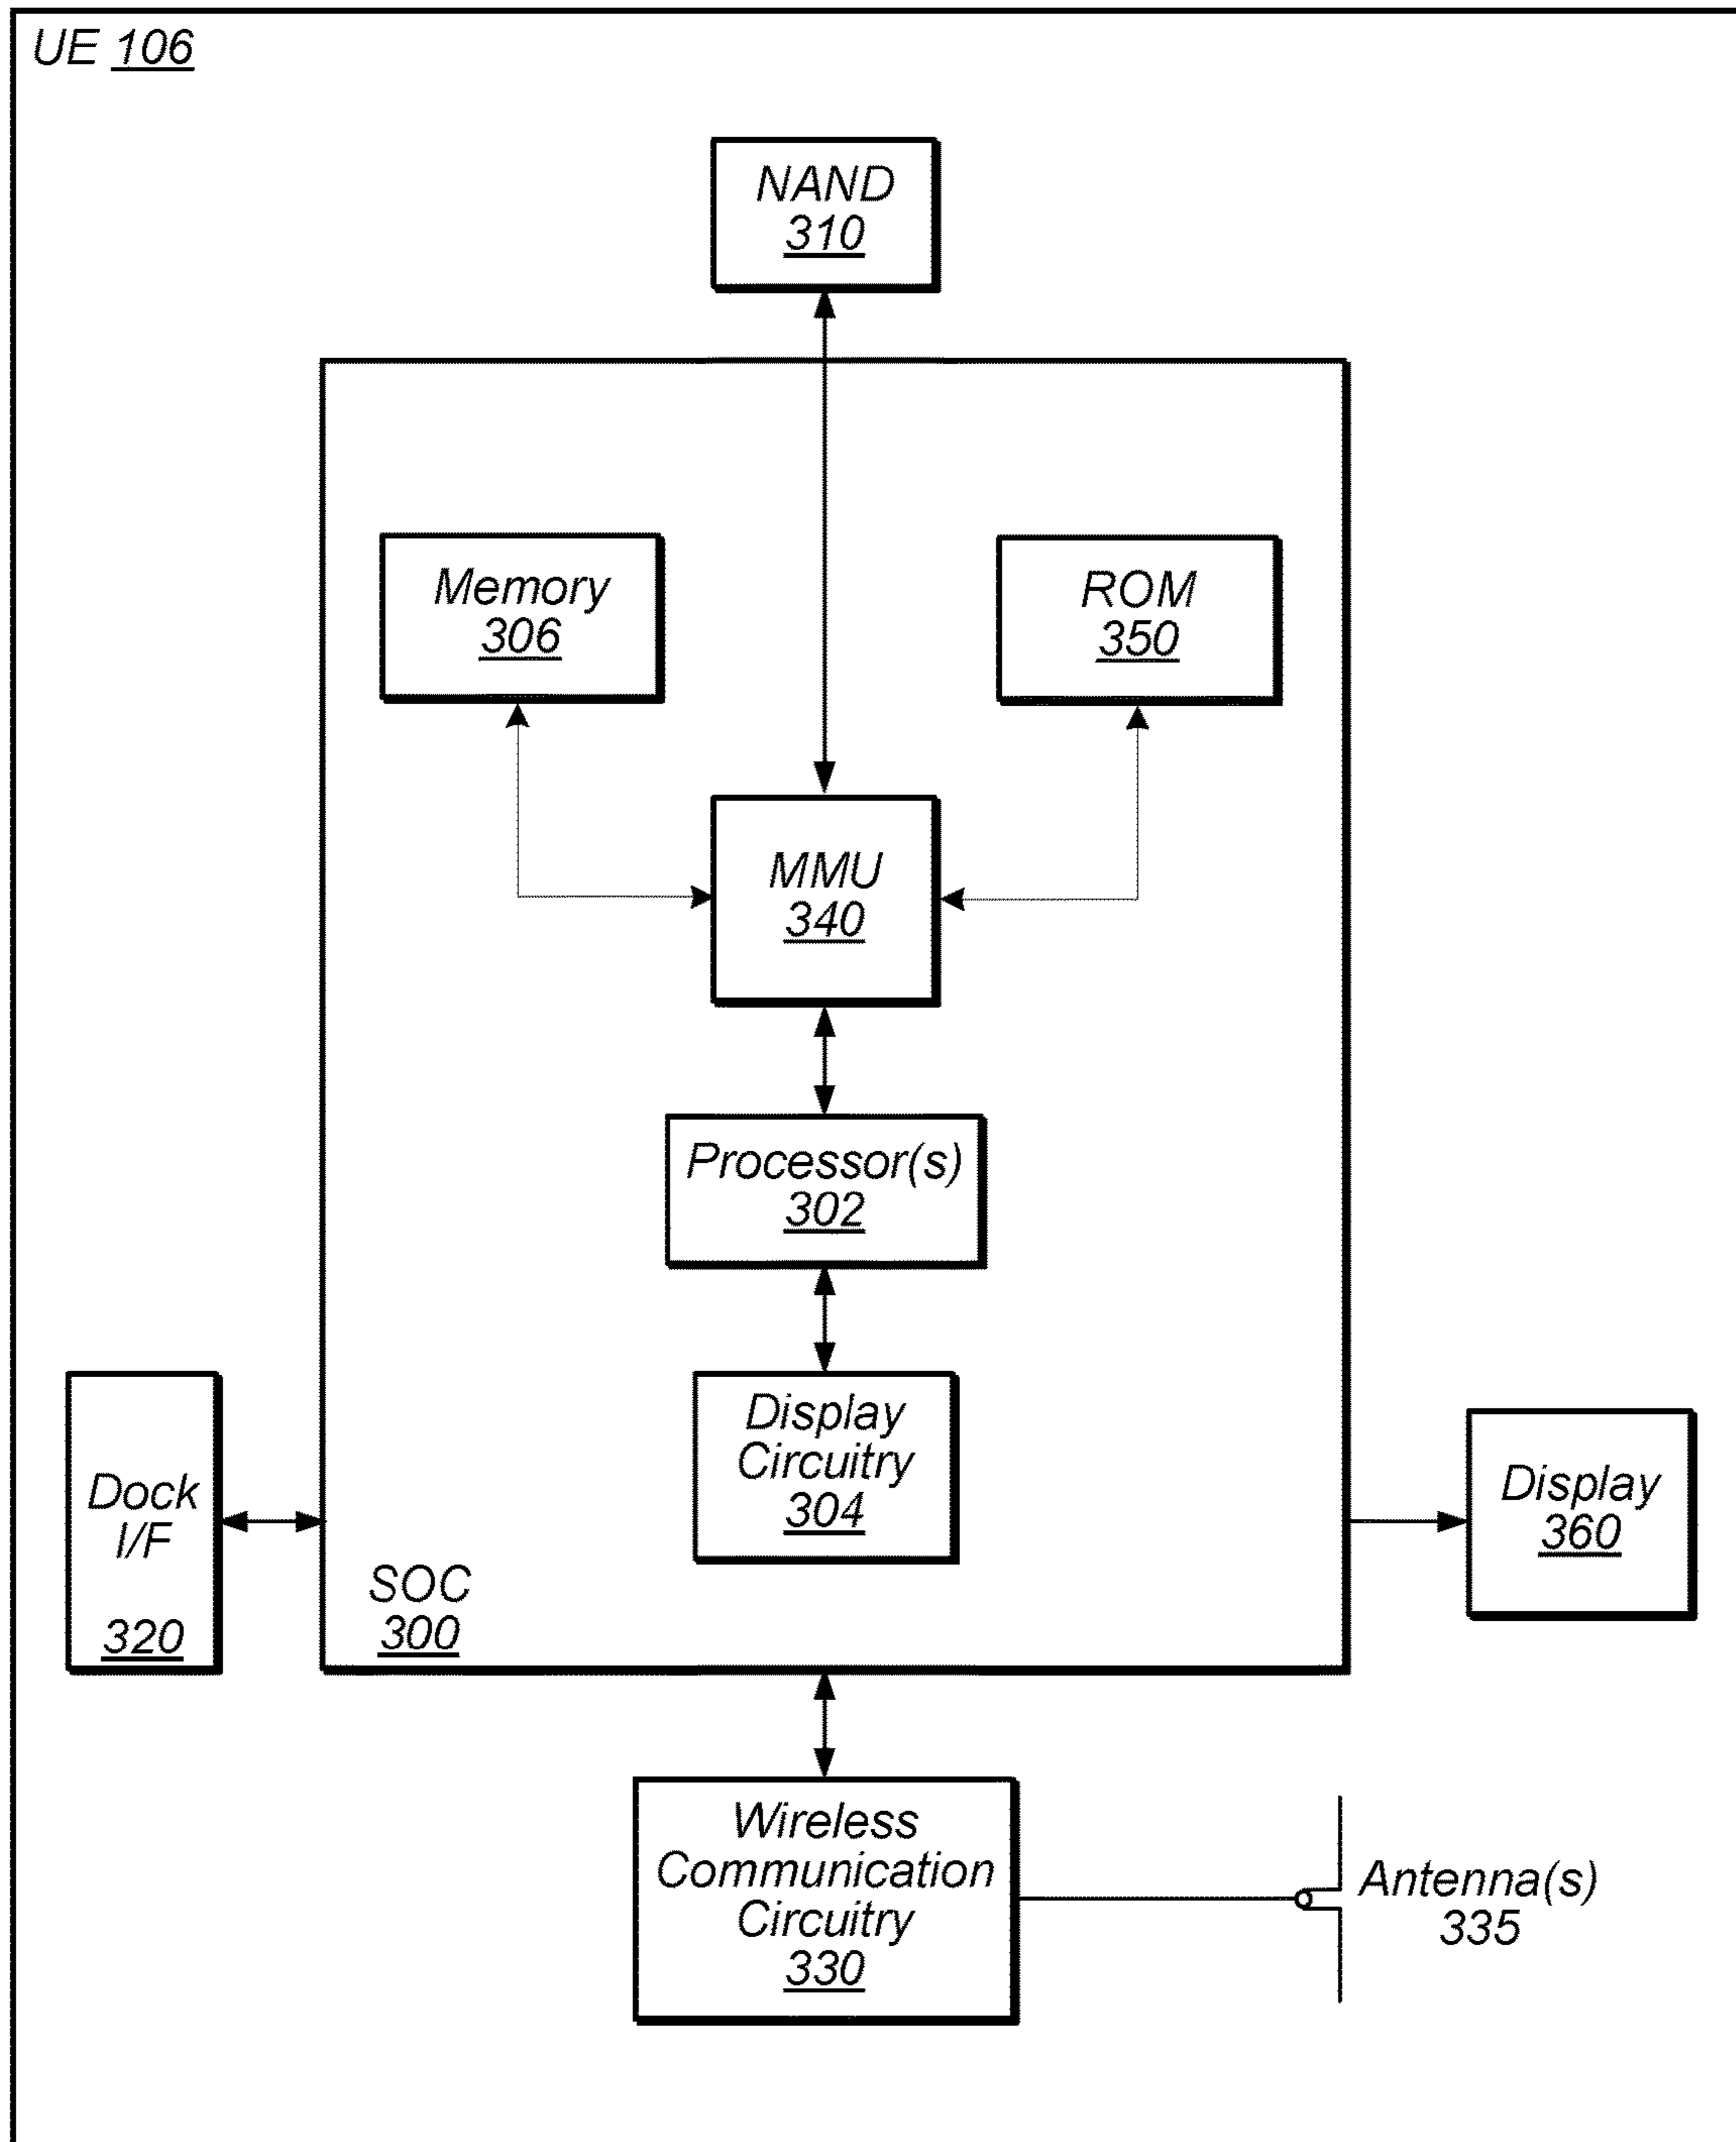 UE 106
NAND
310
Memory
306
ROM
350
MMU
340
Processor(s)
302
Display
Circuitry
304
Dock
I/F
320
SOC
300
Display
360
Wireless
Communication
Circuitry
330
Antenna(s)
335